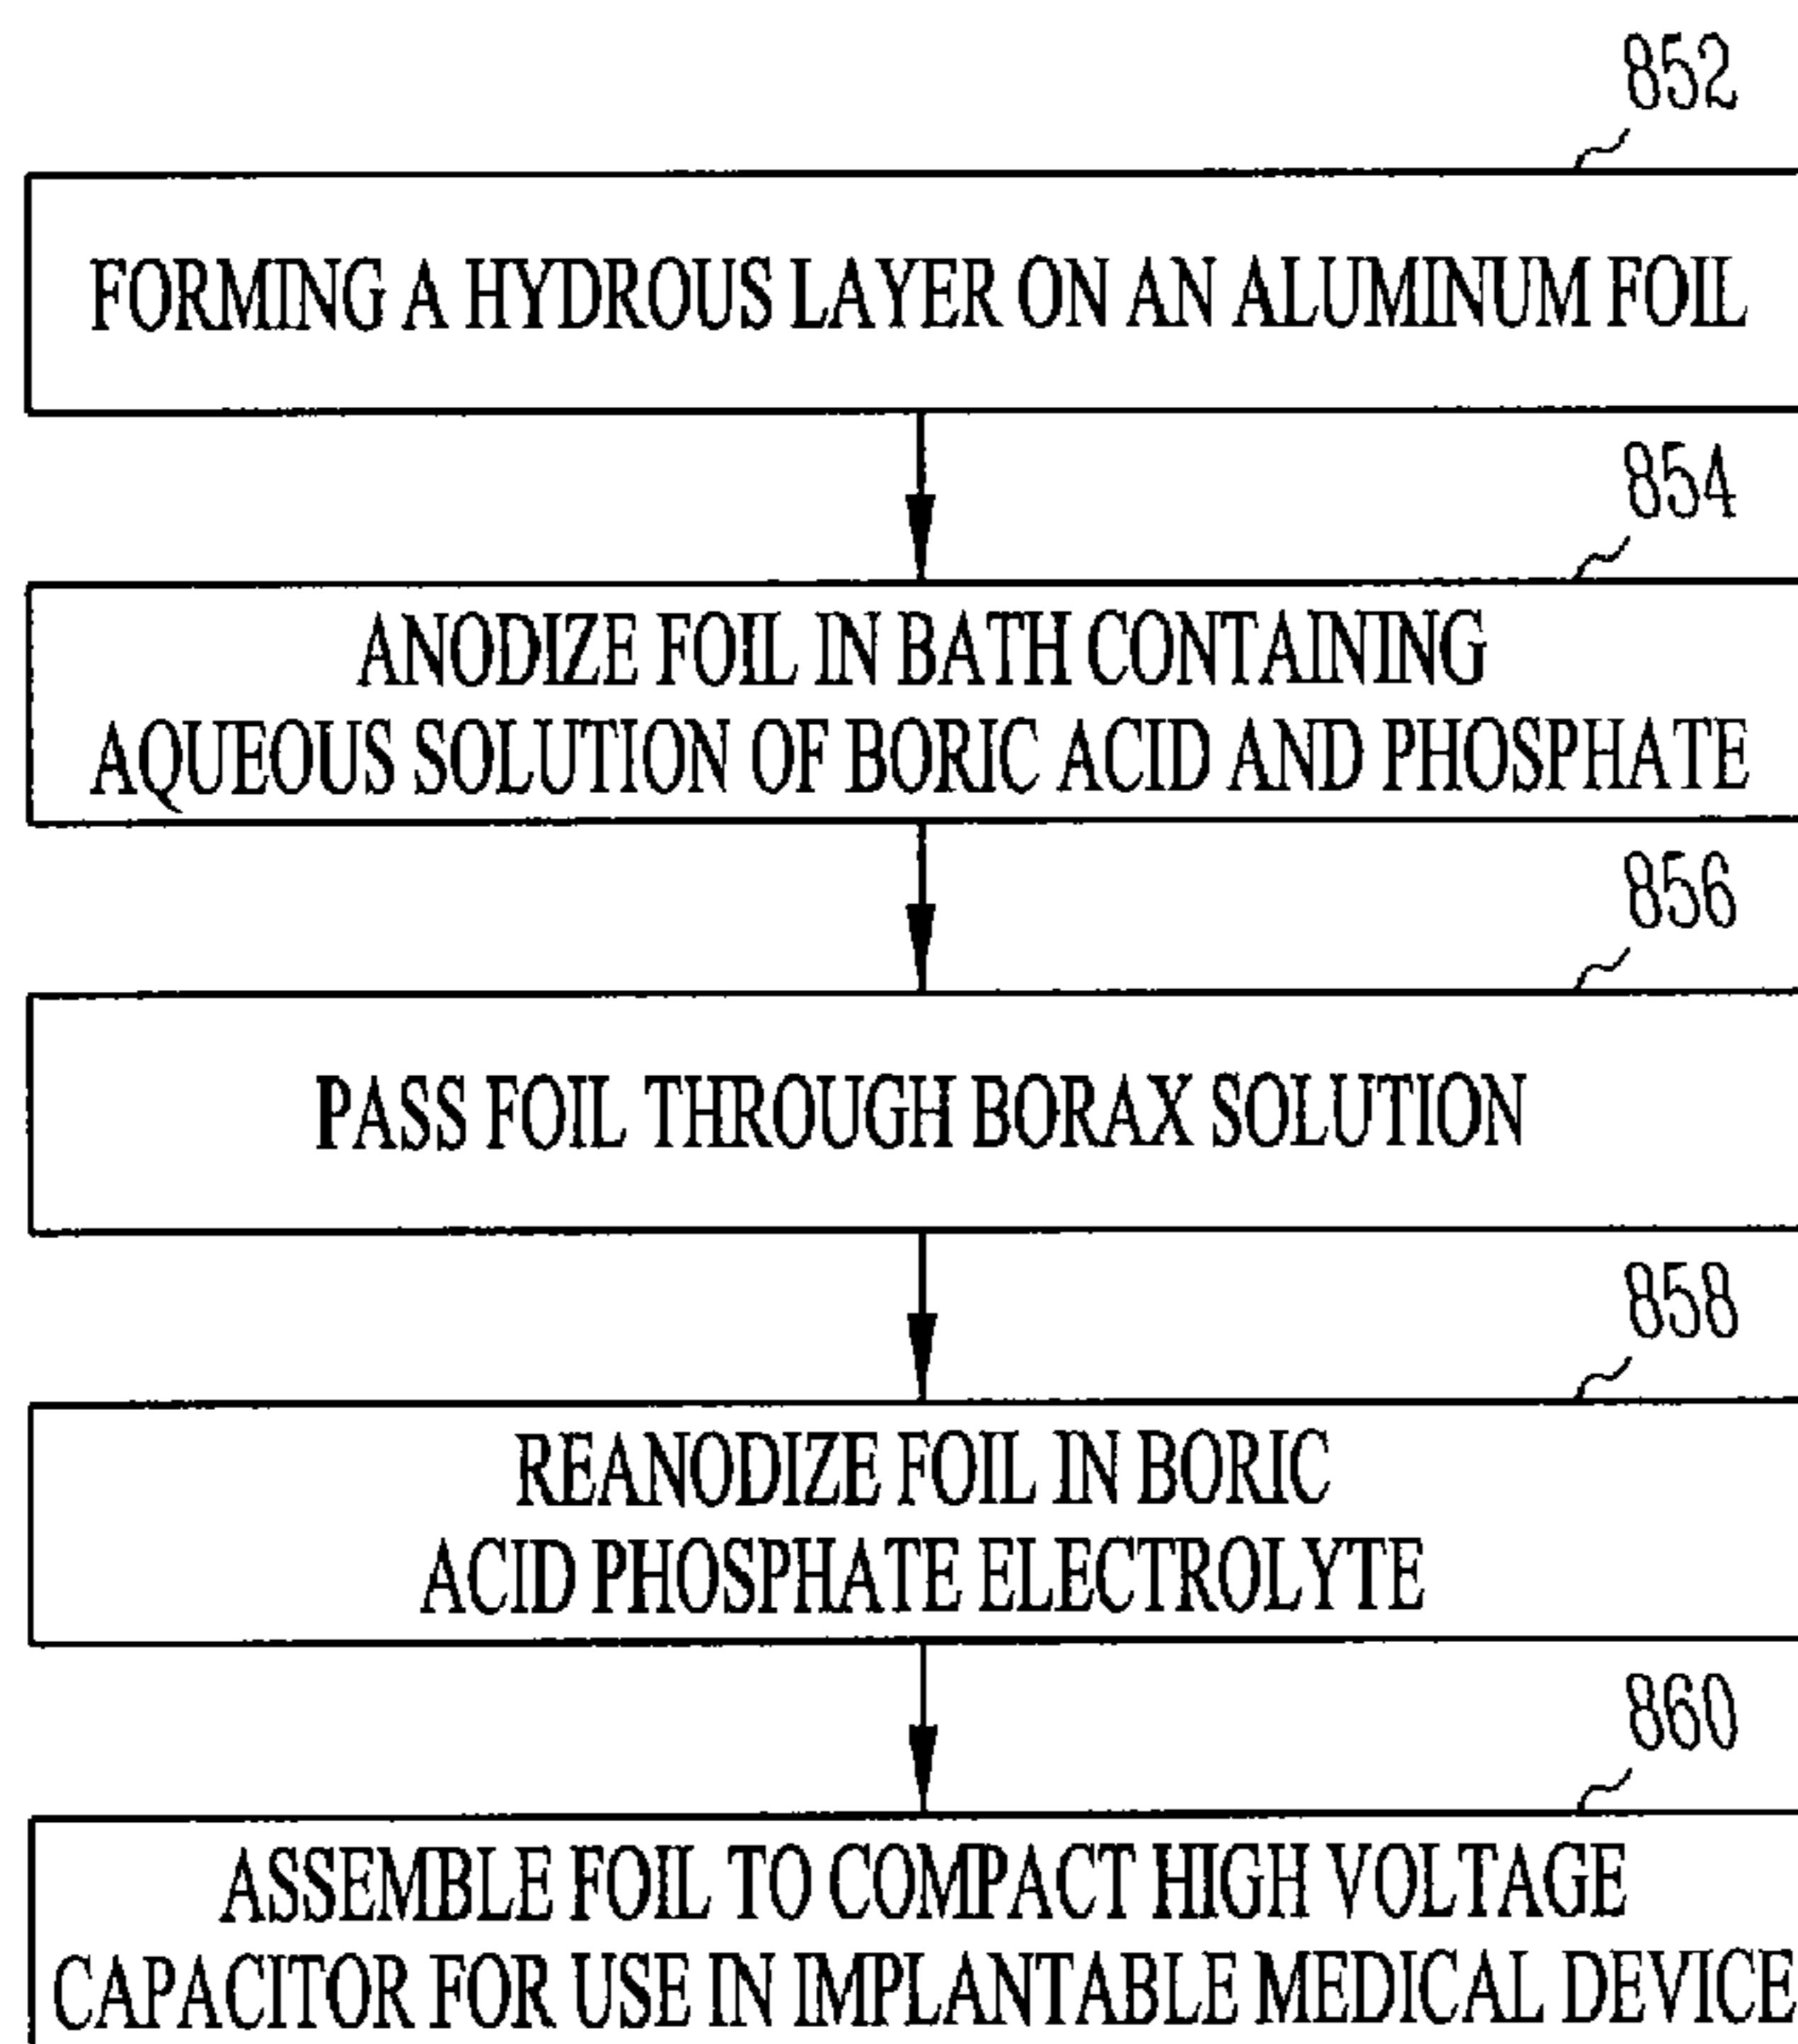 852
FORMING A HYDROUS LAYER ON AN ALUMINUM FOIL
854
ANODIZE FOIL IN BATH CONTAINING
AQUEOUS SOLUTION OF BORIC ACID AND PHOSPHATE
856
PASS FOIL THROUGH BORAX SOLUTION
858
REANODIZE FOIL IN BORIC
ACID PHOSPHATE ELECTROLYTE
860
ASSEMBLE FOIL TO COMPACT HIGH VOLTAGE
CAPACITOR FOR USE IN IMPLANTABLE MEDICAL DEVICE